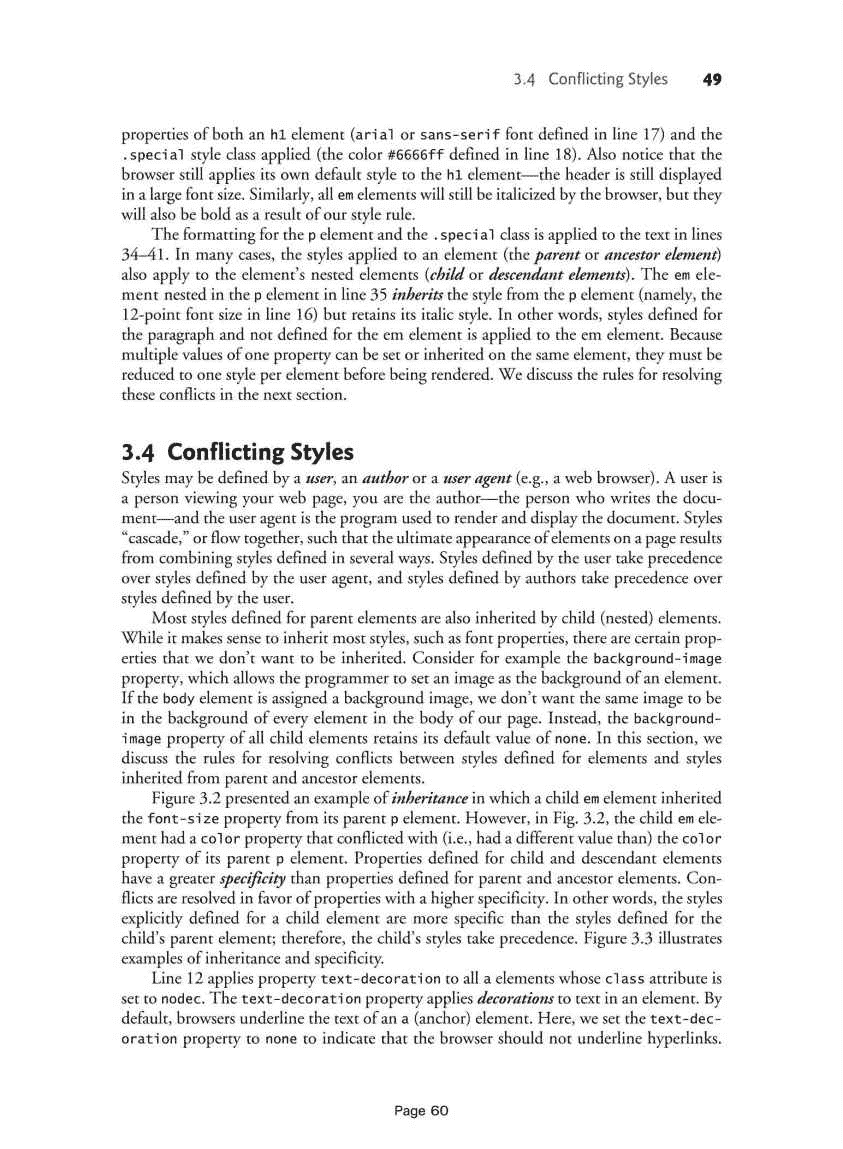 3.4 Conflicting Styles 49
properties of both an h1 element (arial or sans-serif font defined in line 17) and the
.special style class applied (the color #6666ff defined in line 18). Also notice that the
browser still applies its own default style to the h1 element—the header is still displayed
in a large font size. Similarly, all em elements will still be italicized by the browser, but they
will also be bold as a result of our style rule.
The formatting for the p element and the .special class is applied to the text in lines
34–41. In many cases, the styles applied to an element (the parent or ancestor element)
also apply to the element's nested elements (child or descendant elements). The em ele-
ment nested in the p element in line 35 inherits the style from the p element (namely, the
12-point font size in line 16) but retains its italic style. In other words, styles defined for
the paragraph and not defined for the em element is applied to the em element. Because
multiple values of one property can be set or inherited on the same element, they must be
reduced to one style per element before being rendered. We discuss the rules for resolving
these conflicts in the next section.
3.4 Conflicting Styles
Styles may be defined by a user, an author or a user agent (e.g., a web browser). A user is
a person viewing your web page, you are the author—the person who writes the docu-
ment—and the user agent is the program used to render and display the document. Styles
“cascade,” or flow together, such that the ultimate appearance of elements on a page results
from combining styles defined in several ways. Styles defined by the user take precedence
over styles defined by the user agent, and styles defined by authors take precedence over
styles defined by the user.
Most styles defined for parent elements are also inherited by child (nested) elements.
While it makes sense to inherit most styles, such as font properties, there are certain prop-
erties that we don't want to be inherited. Consider for example the background-image
property, which allows the programmer to set an image as the background of an element.
If the body element is assigned a background image, we don't want the same image to be
in the background of every element in the body of our page. Instead, the background-
image property of all child elements retains its default value of none. In this section, we
discuss the rules for resolving conflicts between styles defined for elements and styles
inherited from parent and ancestor elements.
Figure 3.2 presented an example of inheritance in which a child em element inherited
the font-size property from its parent p element. However, in Fig. 3.2, the child em ele-
ment had a color property that conflicted with (i.e., had a different value than) the color
property of its parent p element. Properties defined for child and descendant elements
have a greater specificity than properties defined for parent and ancestor elements. Con-
flicts are resolved in favor of properties with a higher specificity. In other words, the styles
explicitly defined for a child element are more specific than the styles defined for the
child's parent element; therefore, the child's styles take precedence. Figure 3.3 illustrates
examples of inheritance and specificity.
Line 12 applies property text-decoration to all a elements whose class attribute is
set to nodec. The text-decoration property applies decorations to text in an element. By
default, browsers underline the text of an a (anchor) element. Here, we set the text-dec-
oration property to none to indicate that the browser should not underline hyperlinks.
Page 60